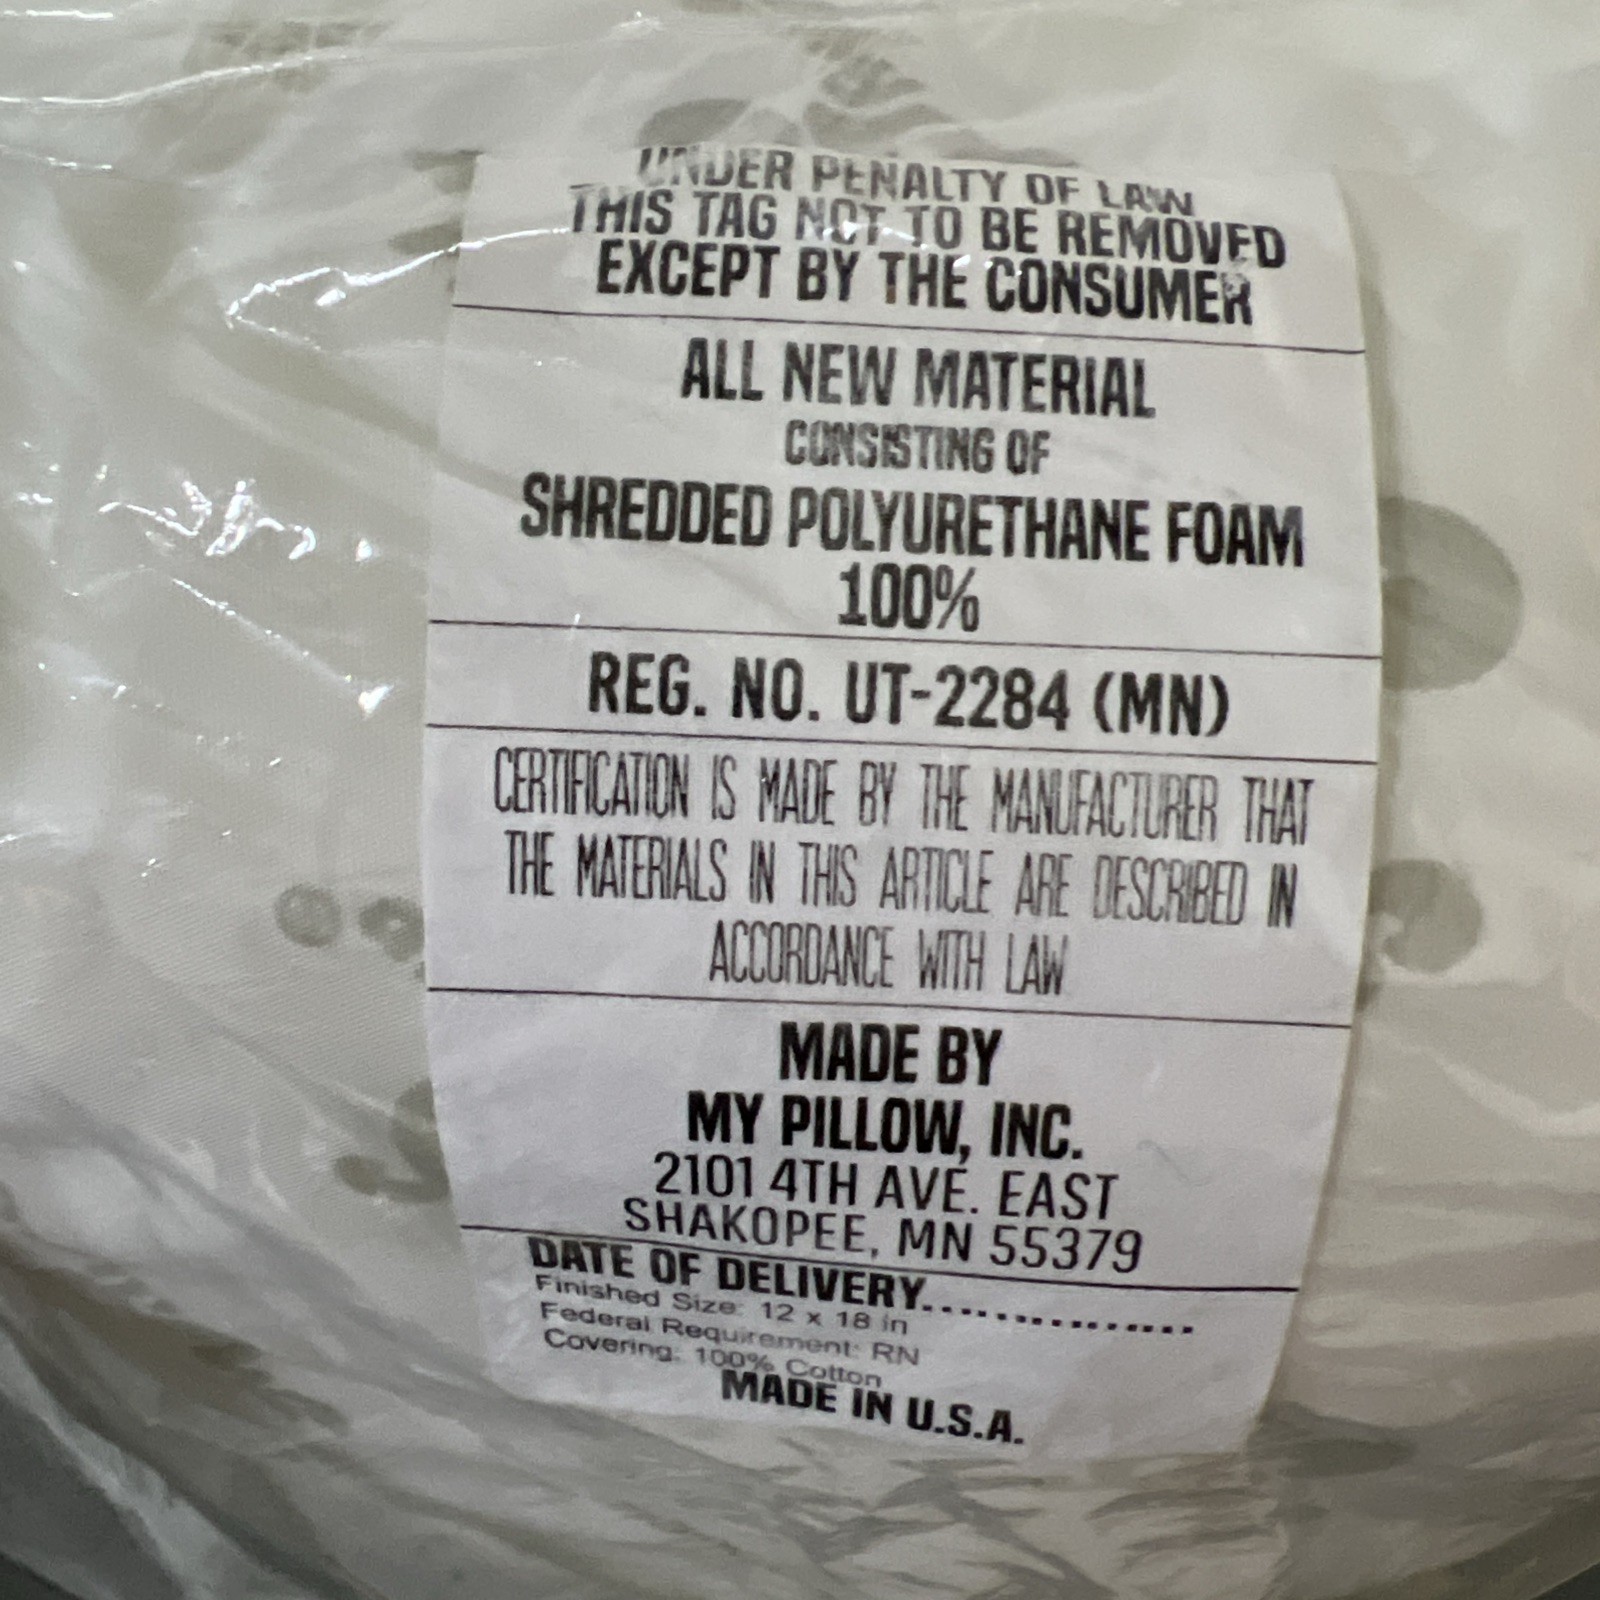 UNDER PENALTY OF LAW
THIS TAG NOT TO BE REMOVED
EXCEPT BY THE CONSUMER
ALL NEW MATERIAL
CONSISTING OF
SHREDDED POLYURETHANE FOAM
100%
REG. NO. UT-2284 (MN)
CERTIFICATION IS MADE BY THE MANUFACTURER THAT
THE MATERIALS IN THIS ARTICLE ARE DESCRIBED IN
ACCORDANCE WITH LAW
MADE BY
MY PILLOW, INC.
2101 4TH AVE. EAST
SHAKOPEE, MN 55379
DATE OF DELIVERY................
Finished Size: 12 x 18 in
Federal Requirement: RN
Covering: 100% Cotton
MADE IN U.S.A.